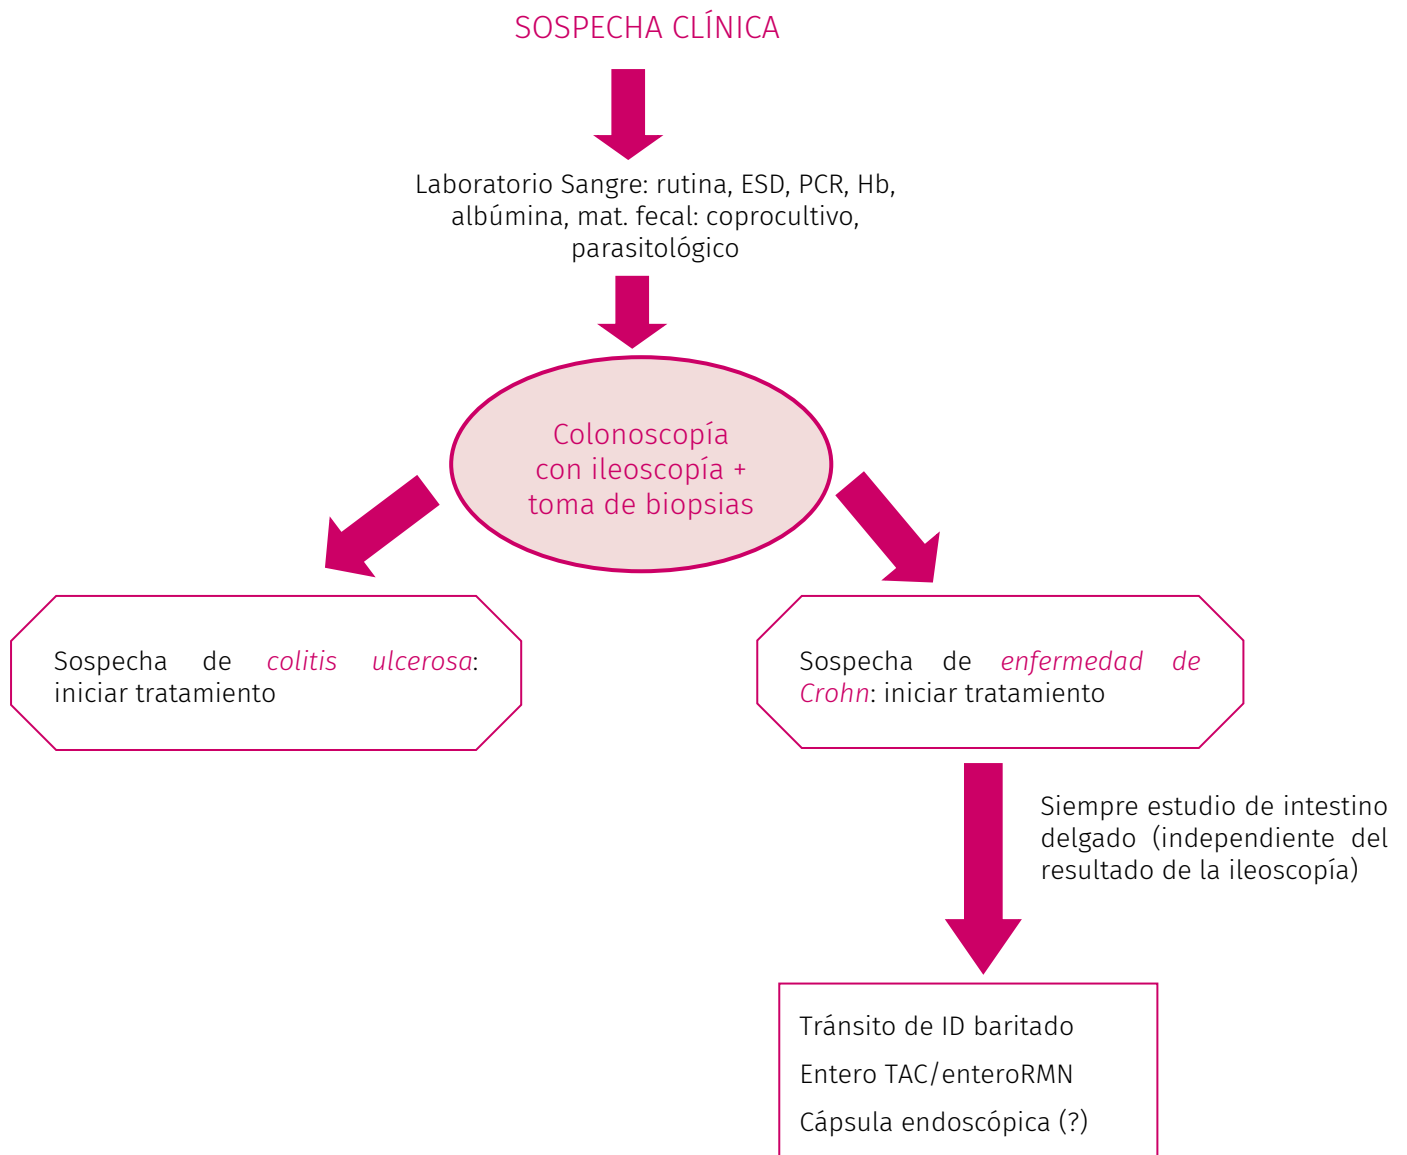 SOSPECHA CLÍNICA
Laboratorio Sangre: rutina, ESD, PCR, Hb,
albúmina, mat. fecal: coprocultivo,
parasitológico
Colonoscopía
con ileoscopía +
toma de biopsias
Sospecha de colitis ulcerosa:
iniciar tratamiento
Sospecha de enfermedad de
Crohn: iniciar tratamiento
Siempre estudio de intestino
delgado (independiente del
resultado de la ileoscopía)
Tránsito de ID baritado
Entero TAC/enteroRMN
Cápsula endoscópica (?)